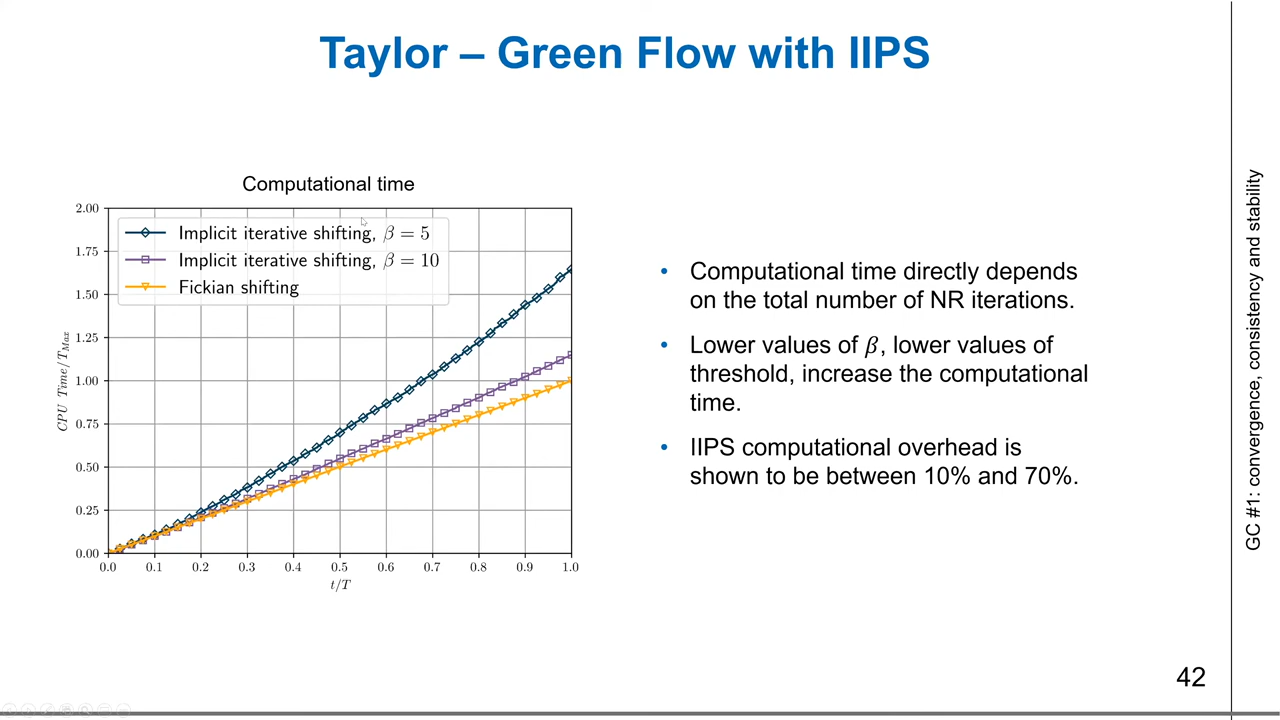 Taylor – Green Flow with IIPS
Computational time
2.00
1.75
1.50
1.25
1.00
0.75
0.50
0.25
0.00
CPU Time/T_Max
Implicit iterative shifting, β = 5
Implicit iterative shifting, β = 10
Fickian shifting
0.0 0.1 0.2 0.3 0.4 0.5 0.6 0.7 0.8 0.9 1.0
t/T
• Computational time directly depends
on the total number of NR iterations.
• Lower values of β, lower values of
threshold, increase the computational
time.
• IIPS computational overhead is
shown to be between 10% and 70%.
GC #1: convergence, consistency and stability
42